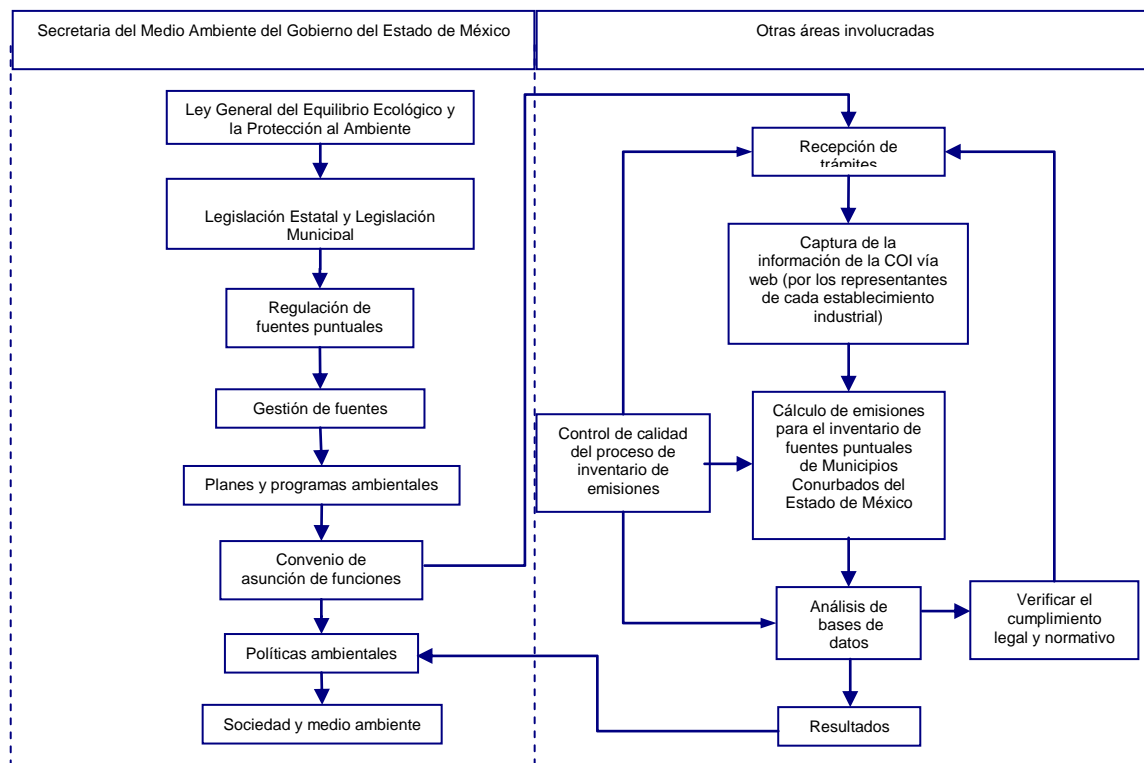 Secretaria del Medio Ambiente del Gobierno del Estado de México
Otras áreas involucradas
Ley General del Equilibrio Ecológico y
la Protección al Ambiente
Legislación Estatal y Legislación
Municipal
Regulación de
fuentes puntuales
Gestión de fuentes
Planes y programas ambientales
Convenio de
asunción de funciones
Políticas ambientales
Sociedad y medio ambiente
Recepción de
trámites
Captura de la
información de la COI vía
web (por los representantes
de cada establecimiento
industrial)
Control de calidad
del proceso de
inventario de
emisiones
Cálculo de emisiones
para el inventario de
fuentes puntuales
de Municipios
Conurbados del
Estado de México
Análisis de
bases de
datos
Verificar el
cumplimiento
legal y normativo
Resultados